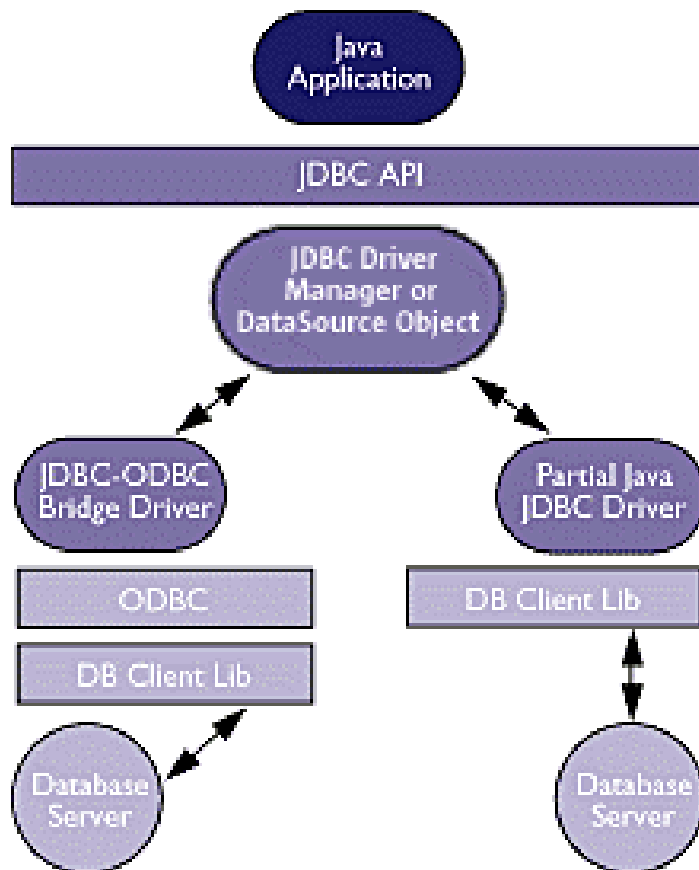 Java
Application
JDBC API
JDBC Driver
Manager or
DataSource Object
JDBC-ODBC
Bridge Driver
Partial Java
JDBC Driver
ODBC
DB Client Lib
DB Client Lib
Database
Server
Database
Server